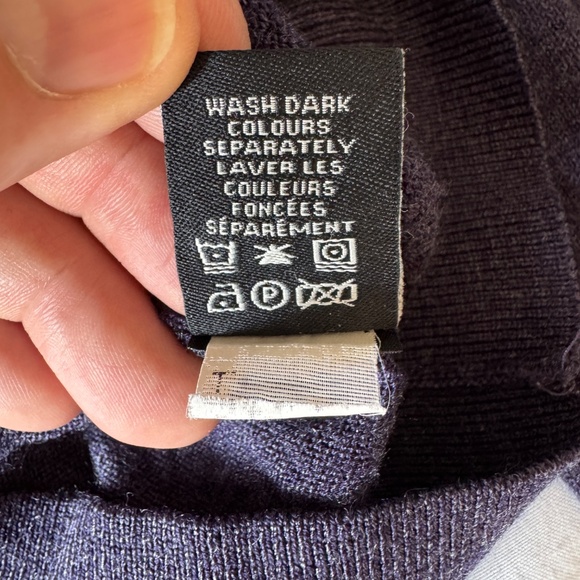 WASH DARK
COLOURS
SEPARATELY
LAVER LES
COULEURS
FONCÉES
SÉPARÉMENT
P